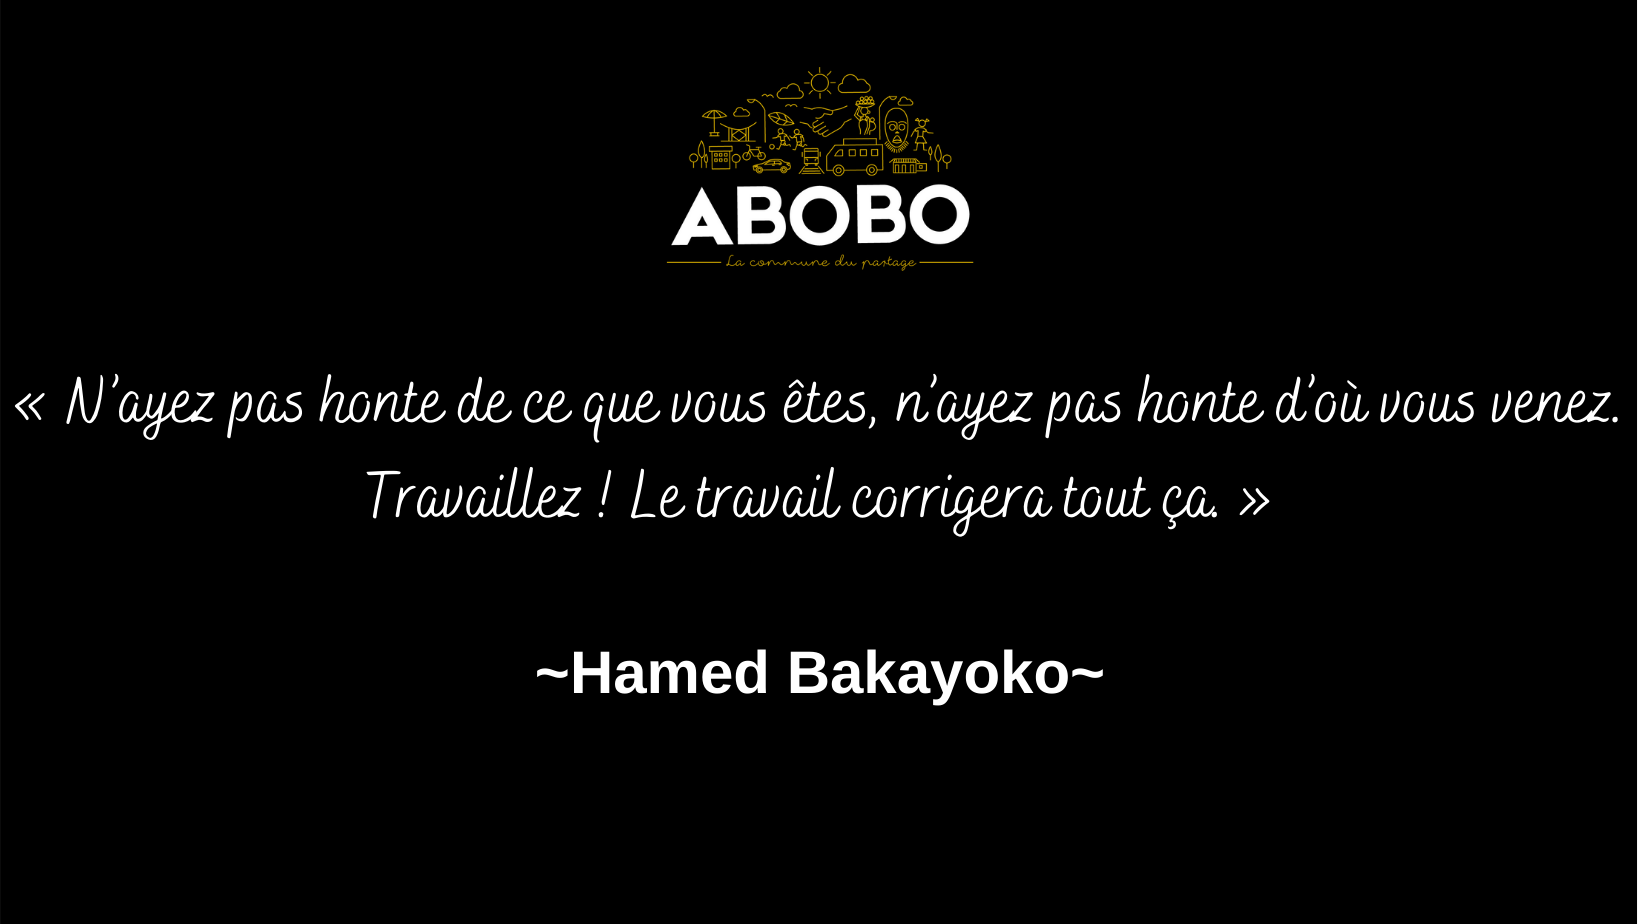 ABOBO
La commune du partage
« N’ayez pas honte de ce que vous êtes, n’ayez pas honte d’où vous venez.
Travaillez ! Le travail corrigera tout ça. »
~Hamed Bakayoko~